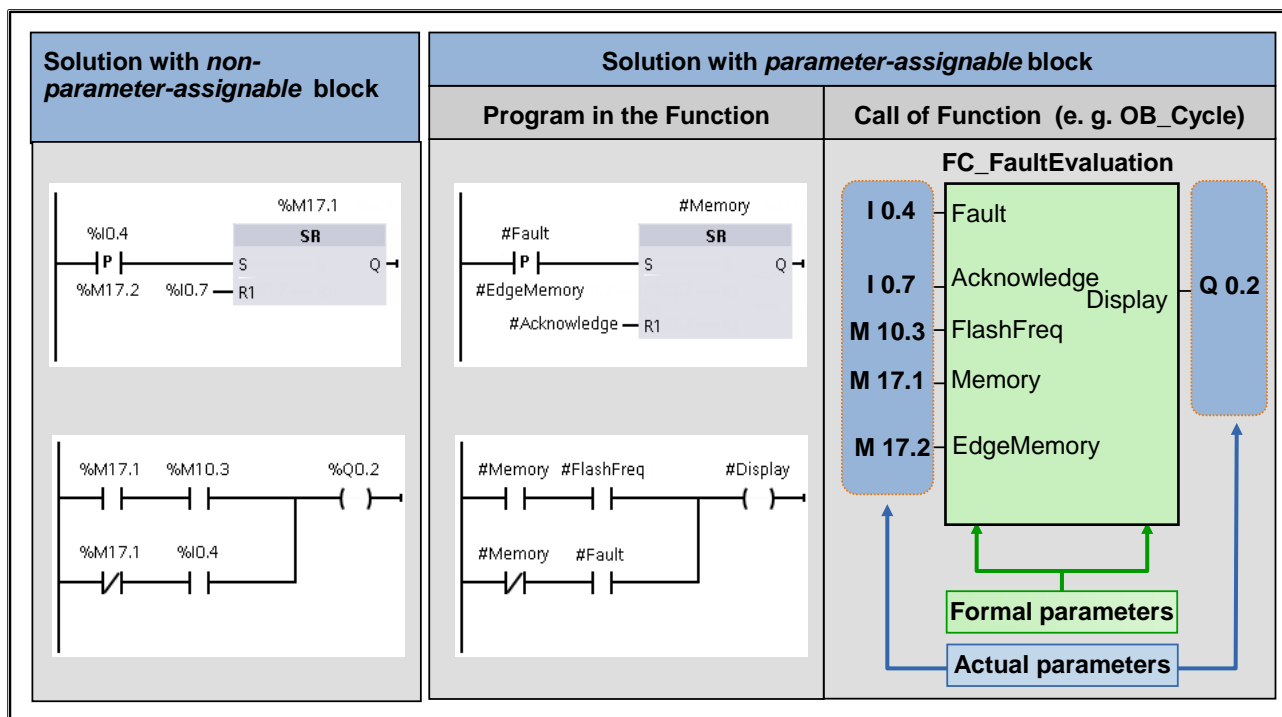 Solution with non-
parameter-assignable block
Solution with parameter-assignable block
Program in the Function
Call of Function (e. g. OB_Cycle)
%M17.1
SR
%I0.4
P
S
Q
%M17.2
%I0.7
R1
%M17.1
%M10.3
%Q0.2
%M17.1
%I0.4
#Memory
SR
#Fault
P
S
Q
#EdgeMemory
#Acknowledge
R1
#Memory
#FlashFreq
#Display
#Memory
#Fault
FC_FaultEvaluation
I 0.4
Fault
I 0.7
Acknowledge
Display
Q 0.2
M 10.3
FlashFreq
M 17.1
Memory
M 17.2
EdgeMemory
Formal parameters
Actual parameters